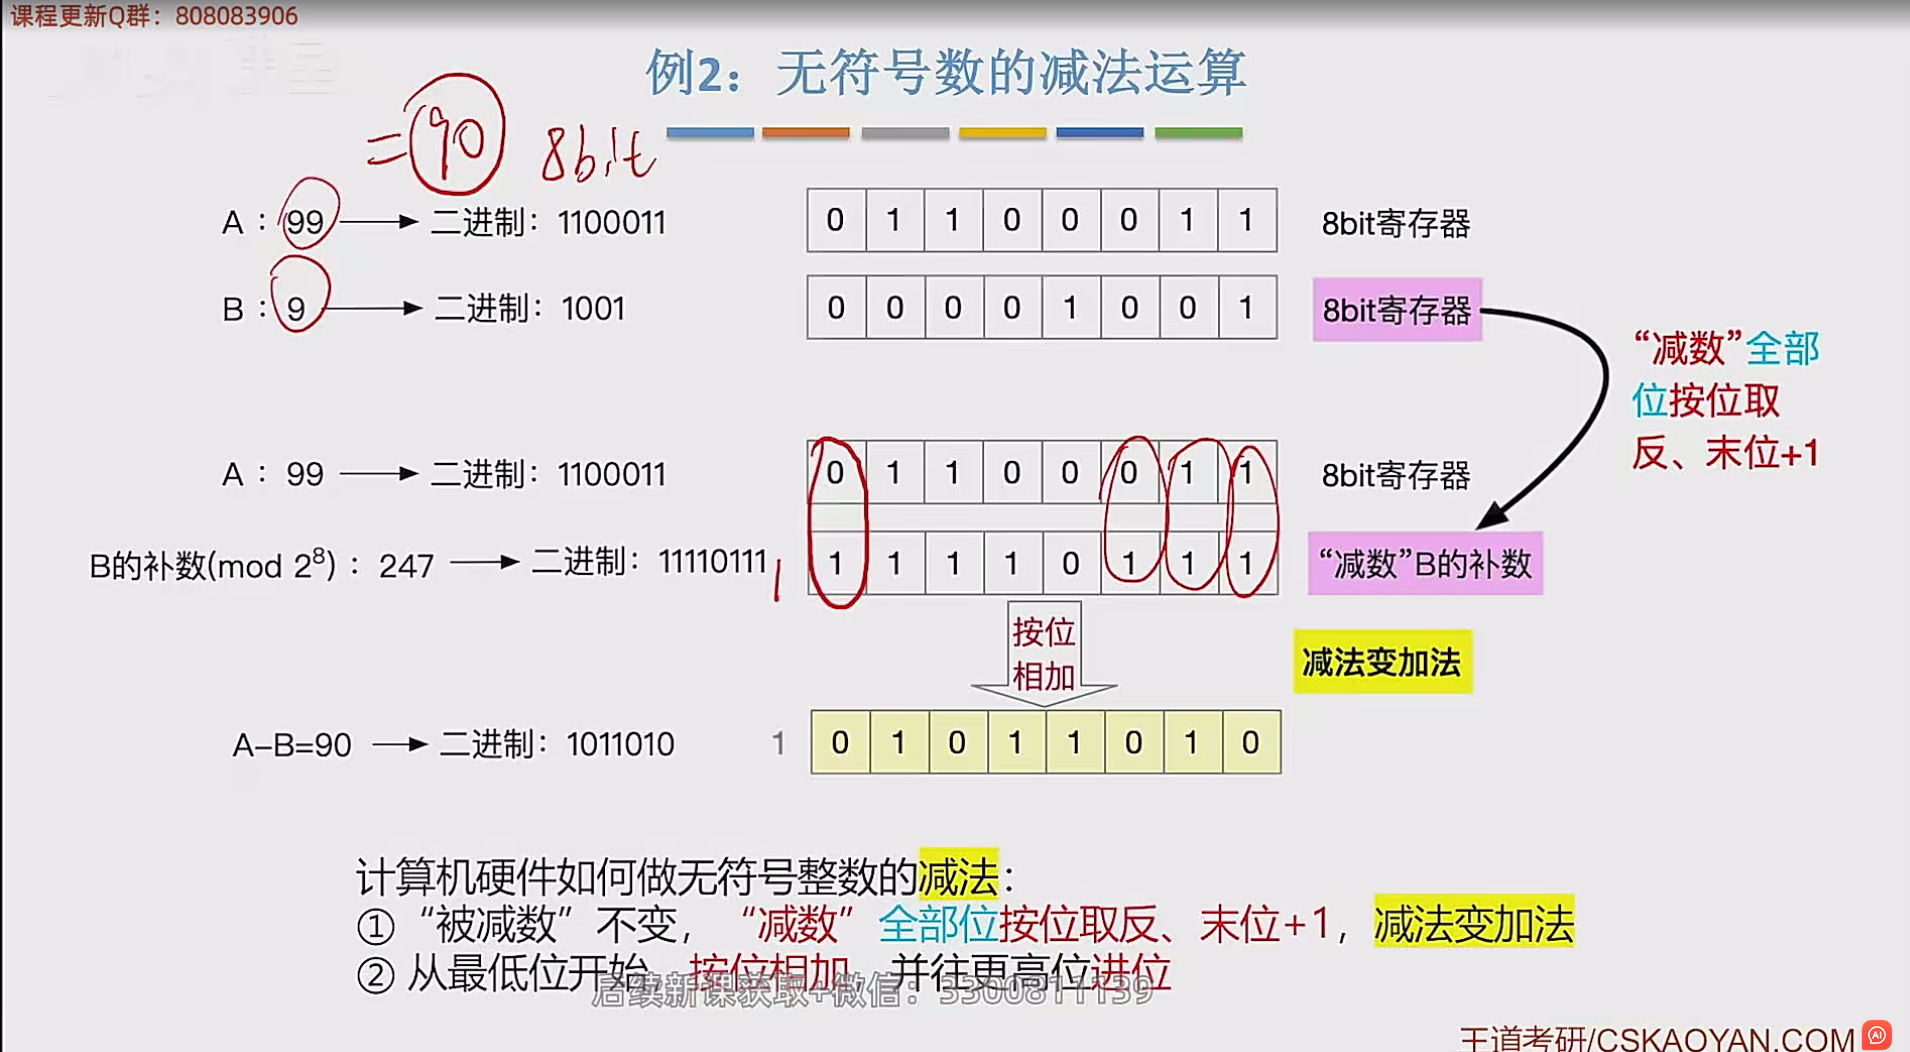 课程更新Q群：808083906
例2：无符号数的减法运算
=90 8bit
A：99 → 二进制：1100011 0 1 1 0 0 0 1 1 8bit寄存器
B：9 → 二进制：1001 0 0 0 0 1 0 0 1 8bit寄存器
“减数”全部
位按位取
反、末位+1
A：99 → 二进制：1100011 0 1 1 0 0 0 1 1 8bit寄存器
B的补数(mod 2⁸)：247 → 二进制：11110111 1 1 1 1 1 0 1 1 1 “减数”B的补数
按位
相加
减法变加法
A-B=90 → 二进制：1011010 1 0 1 0 1 1 0 1 0
计算机硬件如何做无符号整数的减法：
①“被减数”不变，“减数”全部位按位取反、末位+1，减法变加法
② 从最低位开始，按位相加，并往更高位进位
后续新课获取+微信：3300817139
王道考研/CSKAOYAN.COM
AI